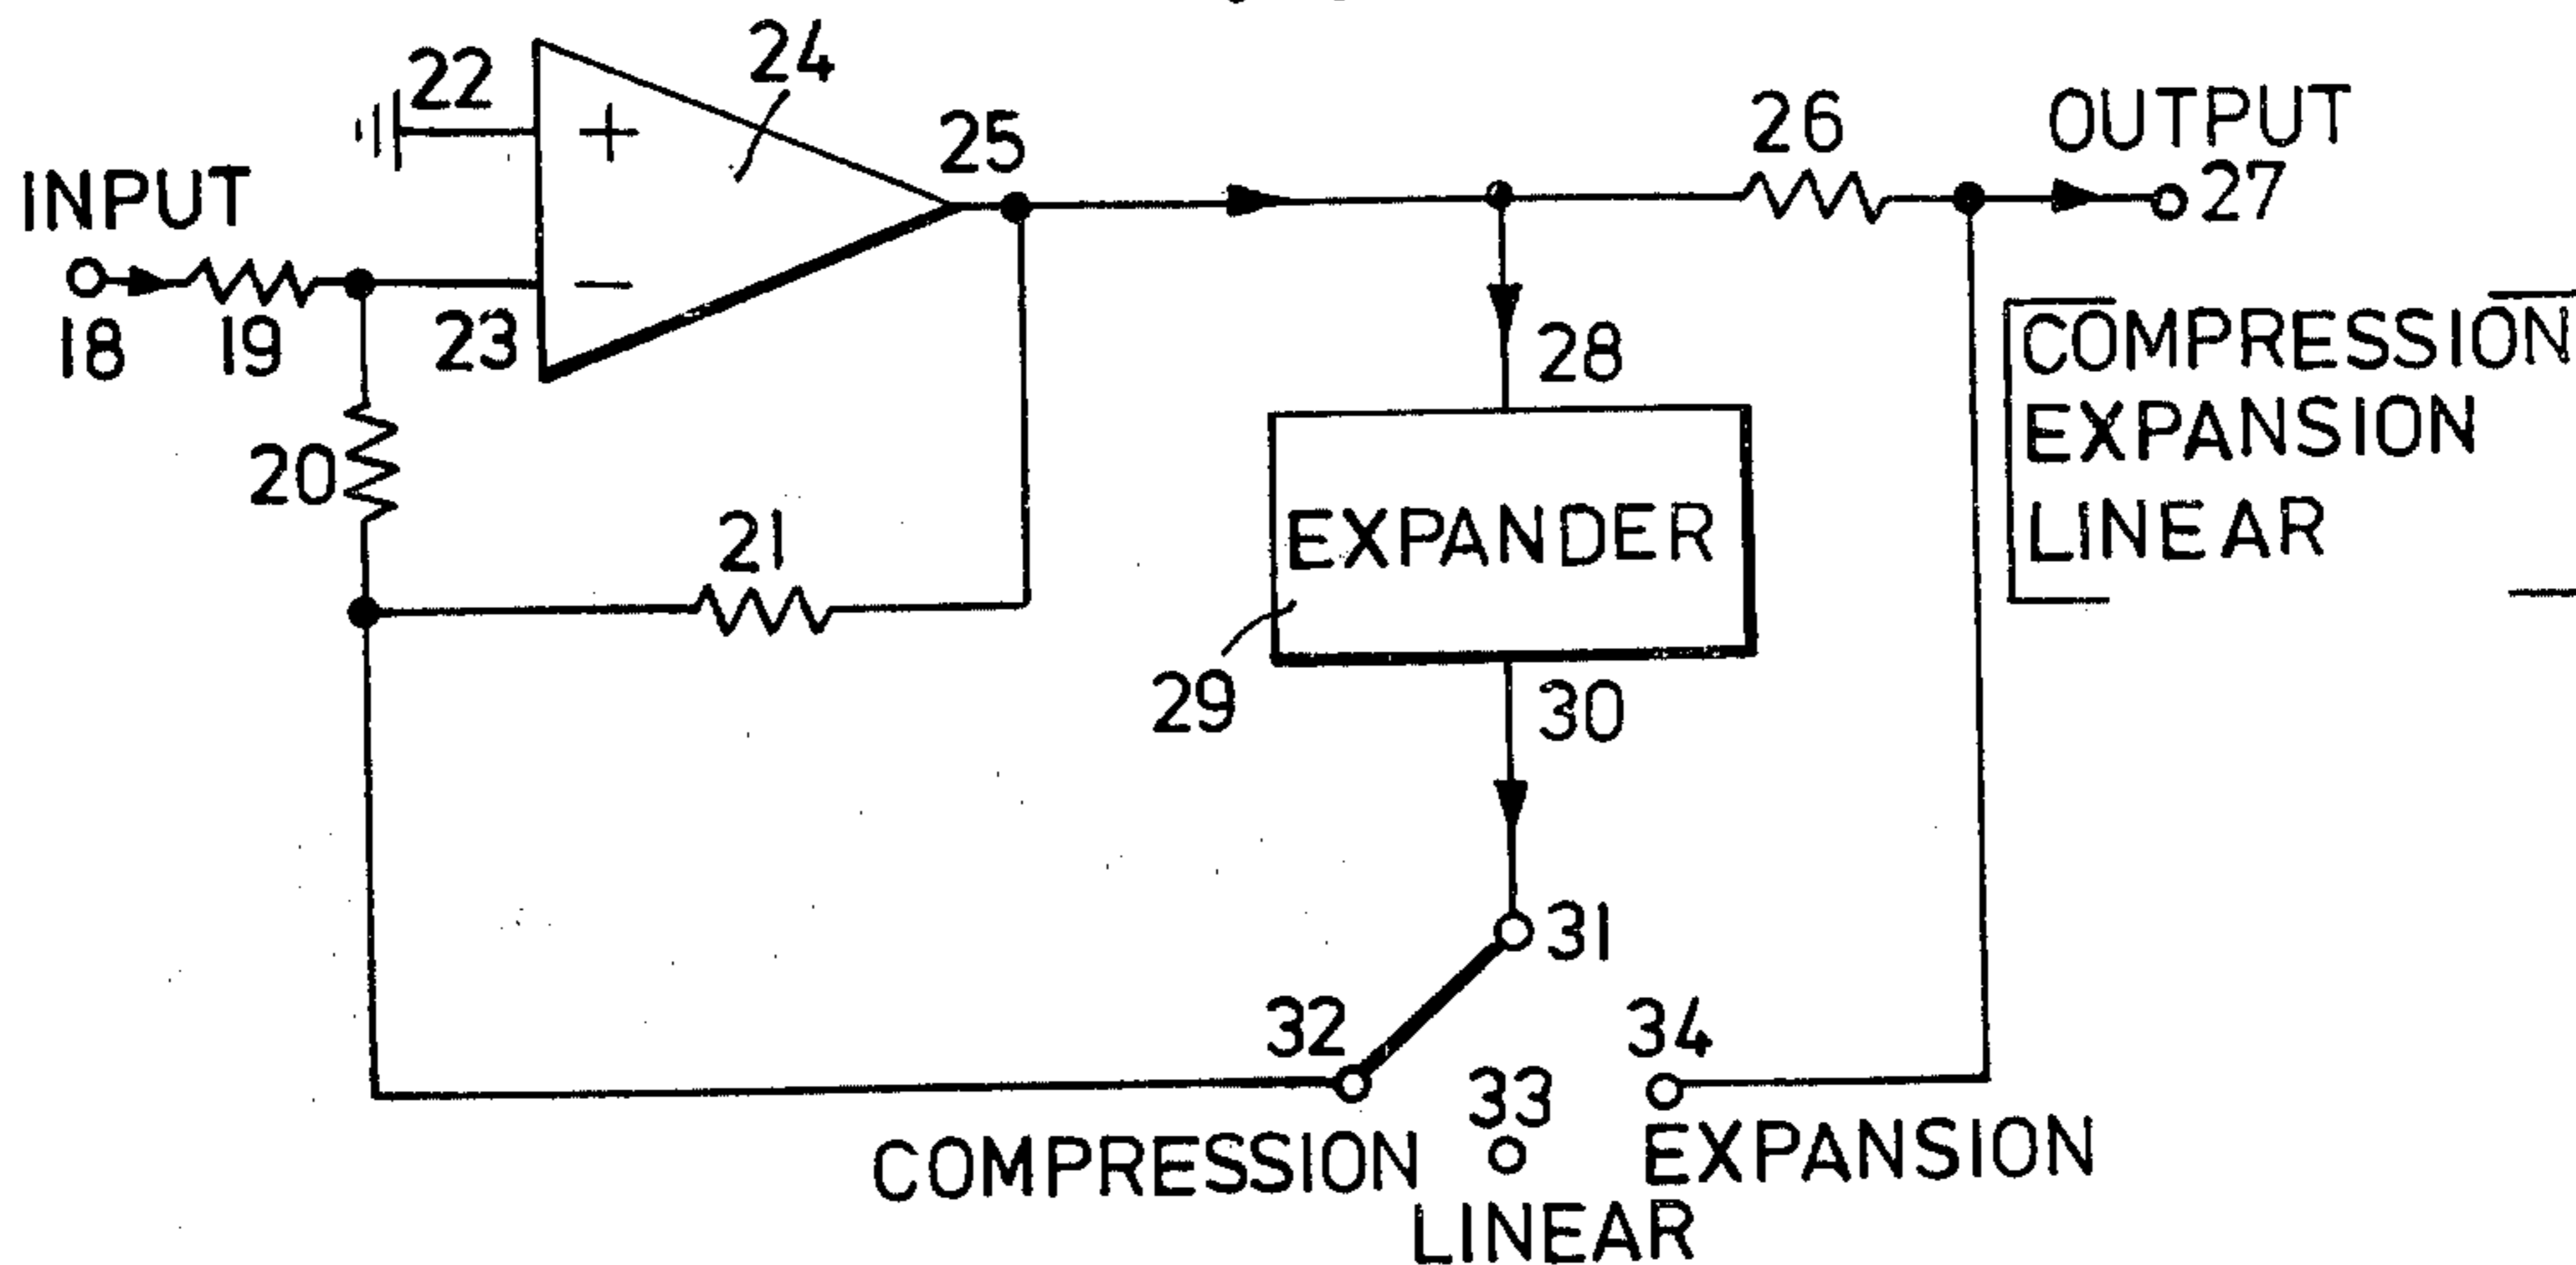 22
24
25
26
OUTPUT
27
INPUT
18
19
23
28
COMPRESSION
EXPANSION
LINEAR
20
21
EXPANDER
29
30
31
32
33
34
COMPRESSION
EXPANSION
LINEAR